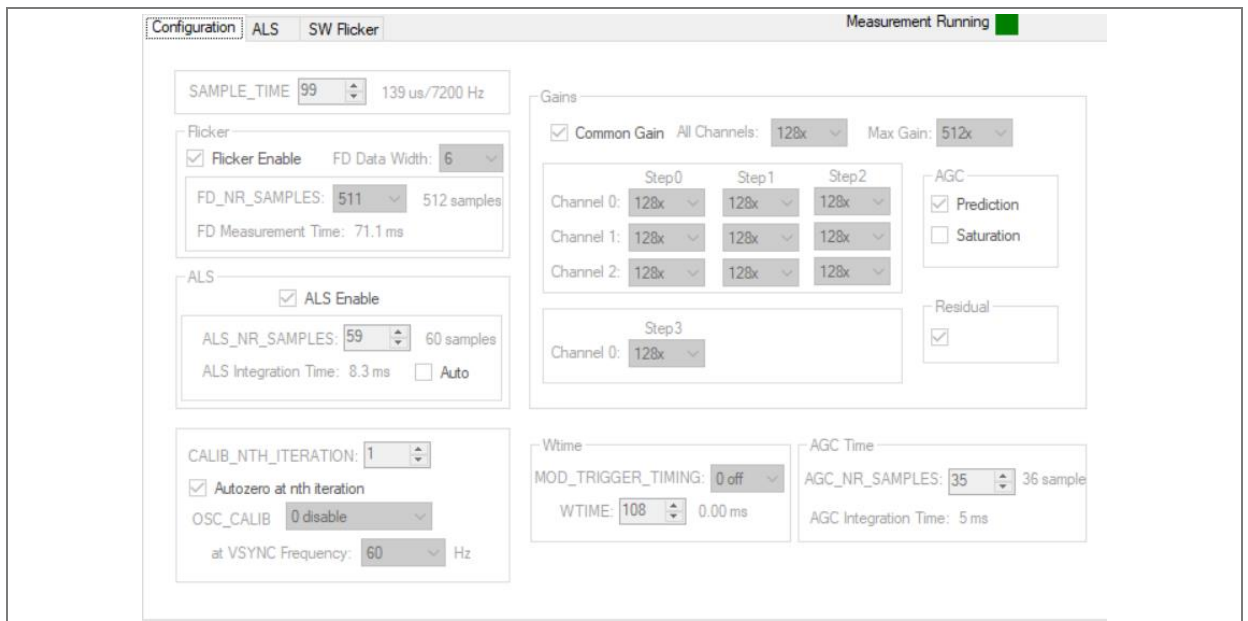 Configuration ALS SW Flicker Measurement Running
SAMPLE_TIME 99 139 us/7200 Hz
Flicker
Flicker Enable FD Data Width: 6
FD_NR_SAMPLES: 511 512 samples
FD Measurement Time: 71.1 ms
ALS
ALS Enable
ALS_NR_SAMPLES: 59 60 samples
ALS Integration Time: 8.3 ms Auto
CALIB_NTH_ITERATION: 1
Autozero at nth iteration
OSC_CALIB 0 disable
at VSYNC Frequency: 60 Hz
Gains
Common Gain All Channels: 128x Max Gain: 512x
Step0 Step1 Step2
Channel 0: 128x 128x 128x
Channel 1: 128x 128x 128x
Channel 2: 128x 128x 128x
Step3
Channel 0: 128x
AGC
Prediction
Saturation
Residual
Wtime
MOD_TRIGGER_TIMING: 0 off
WTIME: 108 0.00 ms
AGC Time
AGC_NR_SAMPLES: 35 36 sample
AGC Integration Time: 5 ms